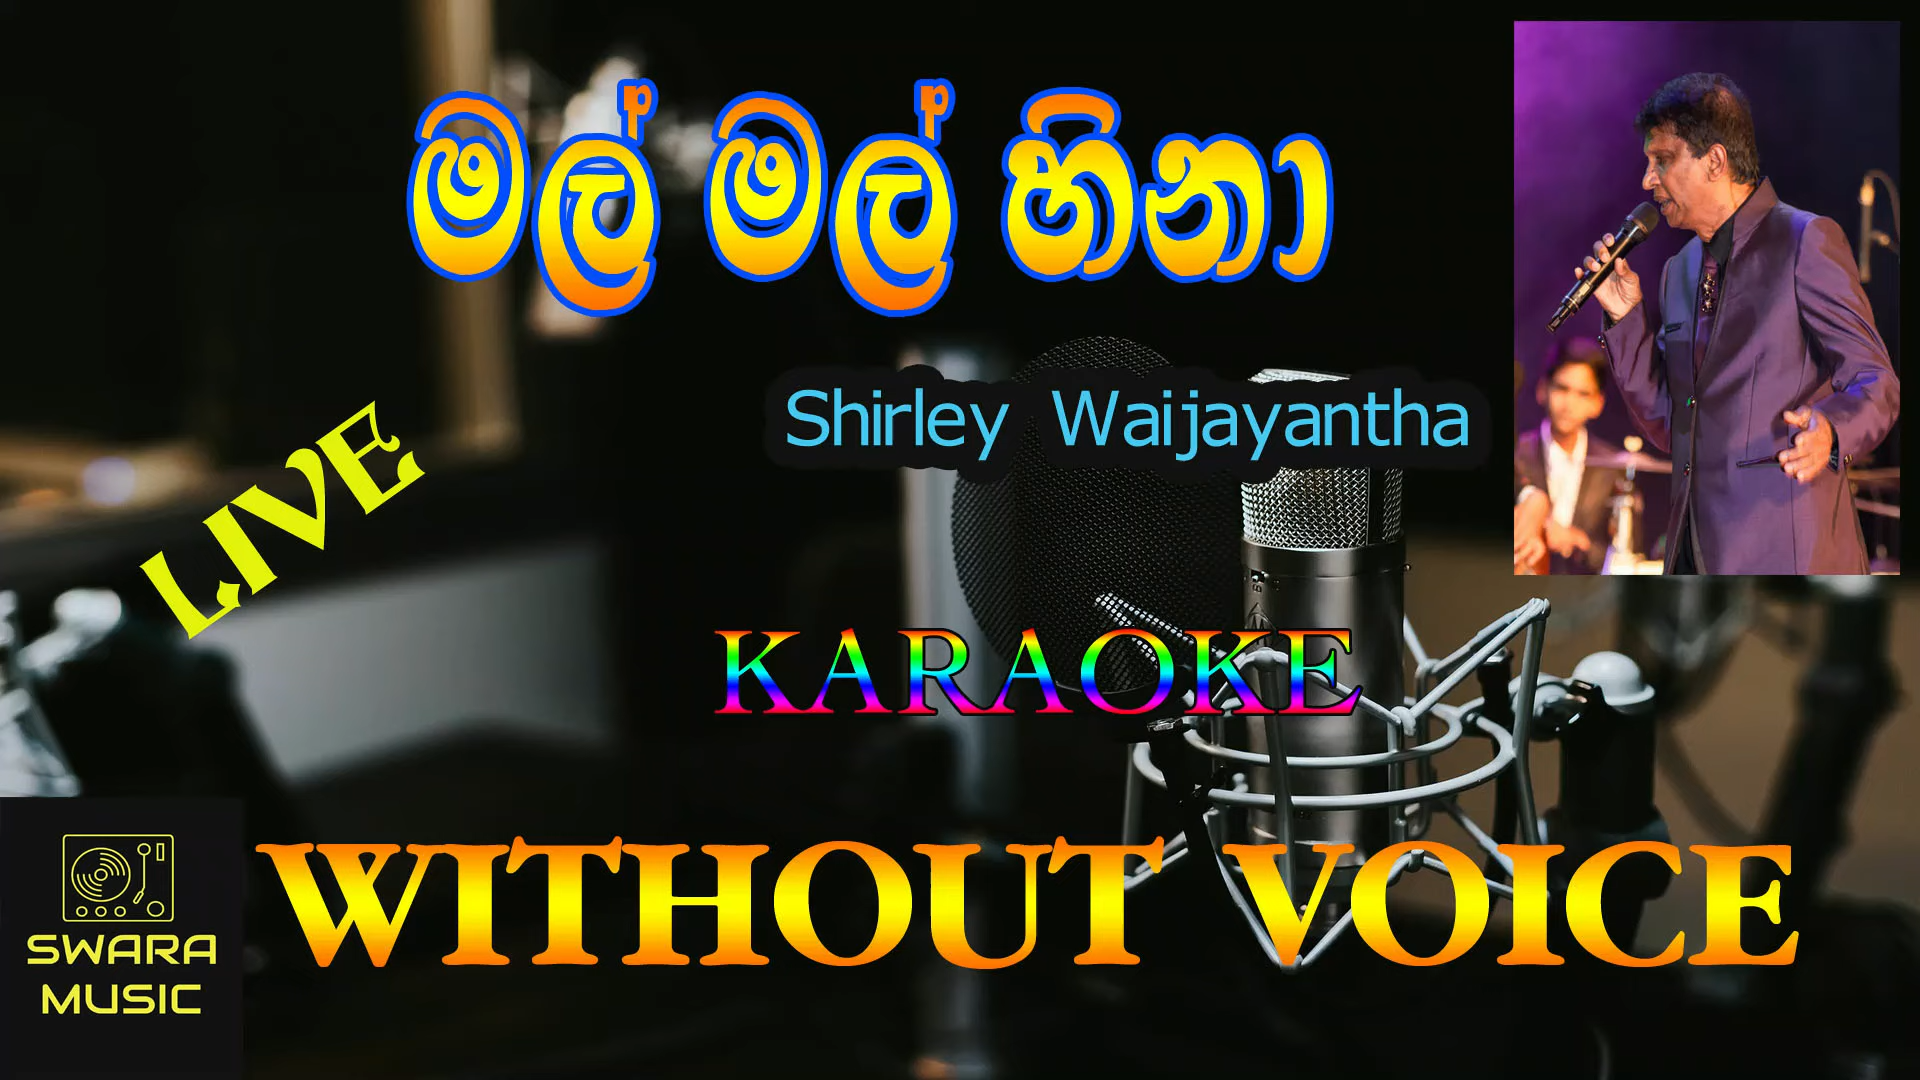 මල් මල් හිනා
Shirley Waijayantha
LIVE
KARAOKE
WITHOUT VOICE
SWARA
MUSIC